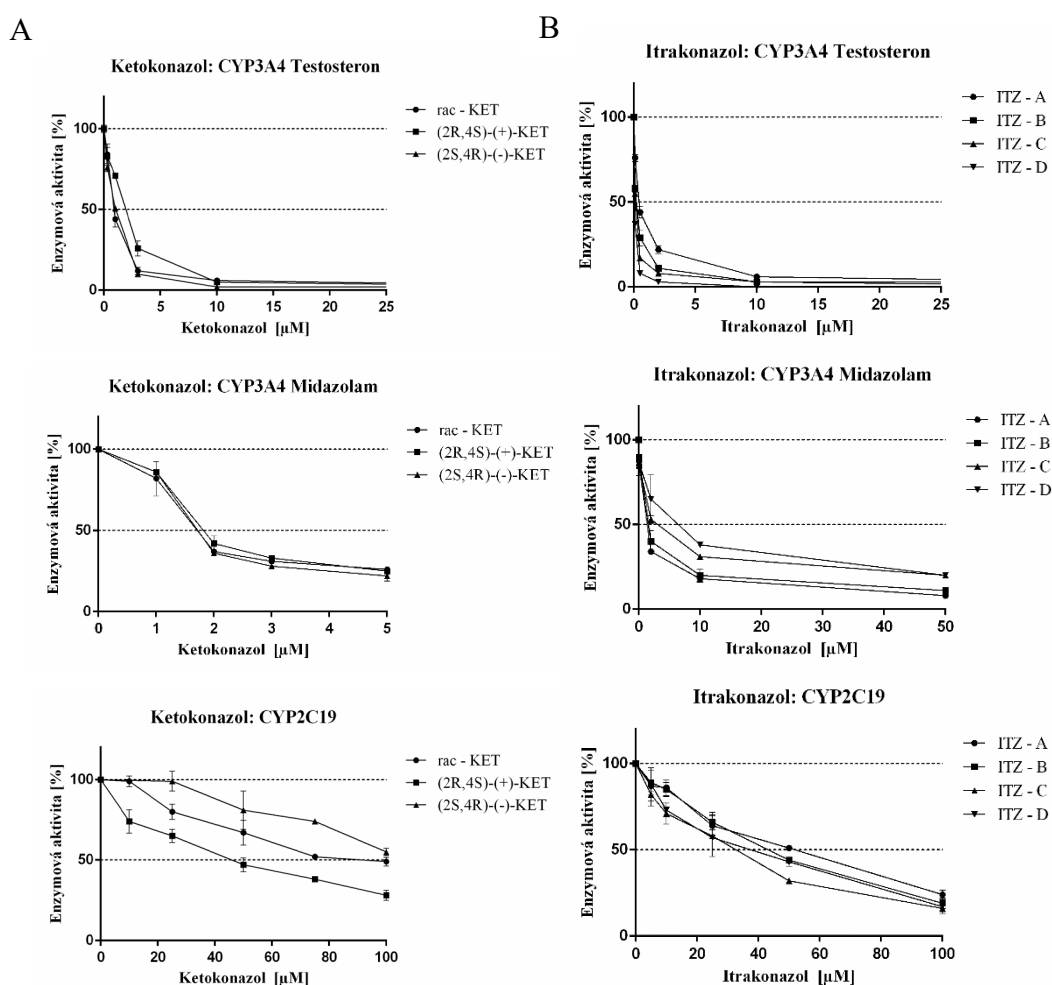 A
Ketokonazol: CYP3A4 Testosteron
Enzymová aktivita [%]
100
50
0
0 5 10 15 20 25
Ketokonazol [µM]
rac - KET
(2R,4S)-(+)-KET
(2S,4R)-(-)-KET
Ketokonazol: CYP3A4 Midazolam
Enzymová aktivita [%]
100
50
0
0 1 2 3 4 5
Ketokonazol [µM]
rac - KET
(2R,4S)-(+)-KET
(2S,4R)-(-)-KET
Ketokonazol: CYP2C19
Enzymová aktivita [%]
100
50
0
0 20 40 60 80 100
Ketokonazol [µM]
rac - KET
(2R,4S)-(+)-KET
(2S,4R)-(-)-KET
B
Itrakonazol: CYP3A4 Testosteron
Enzymová aktivita [%]
100
50
0
0 5 10 15 20 25
Itrakonazol [µM]
ITZ - A
ITZ - B
ITZ - C
ITZ - D
Itrakonazol: CYP3A4 Midazolam
Enzymová aktivita [%]
100
50
0
0 10 20 30 40 50
Itrakonazol [µM]
ITZ - A
ITZ - B
ITZ - C
ITZ - D
Itrakonazol: CYP2C19
Enzymová aktivita [%]
100
50
0
0 20 40 60 80 100
Itrakonazol [µM]
ITZ - A
ITZ - B
ITZ - C
ITZ - D